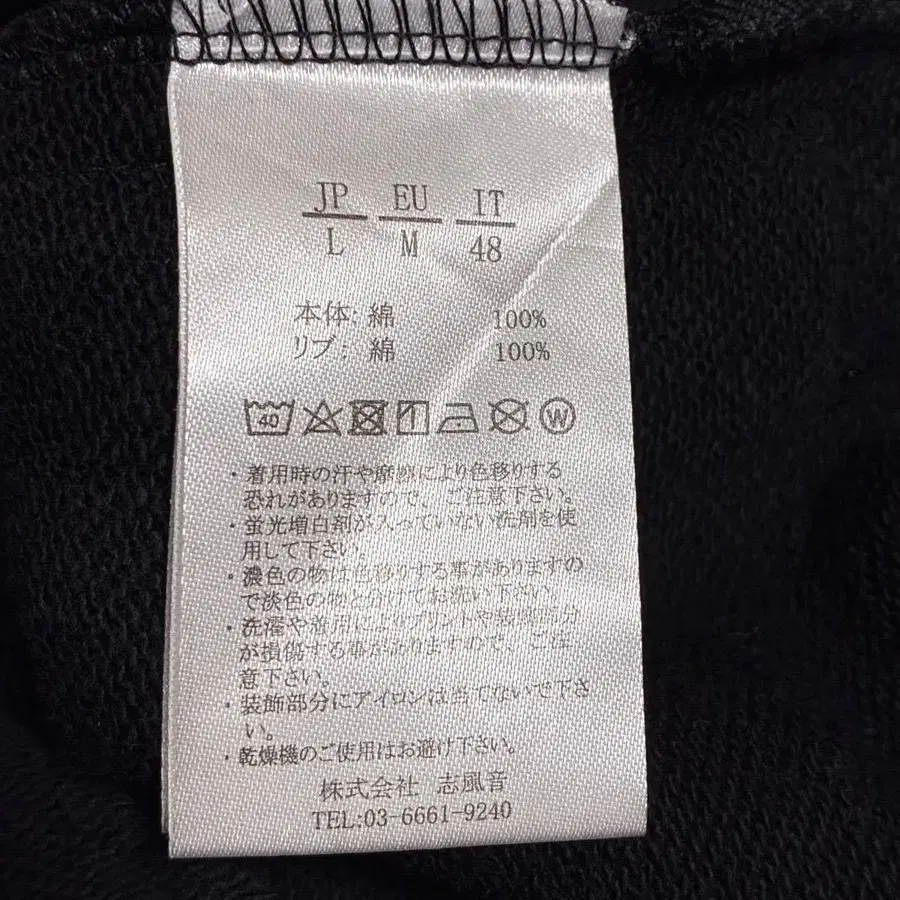 JP EU IT
L M 48
本体: 綿 100%
リブ: 綿 100%
40 W
・着用時の汗や摩擦により色移りする
恐れがありますので、ご注意下さい。
・蛍光増白剤が入っていない洗剤を使
用して下さい。
・濃色の物は色移りする事がありますの
で淡色の物と分けてお洗い下さい。
・洗濯や着用によりプリントや装飾部分
が損傷する事がありますので、ご注
意下さい。
・装飾部分にアイロンは当てないで下さ
い。
・乾燥機のご使用はお避け下さい。
株式会社 志風音
TEL:03-6661-9240